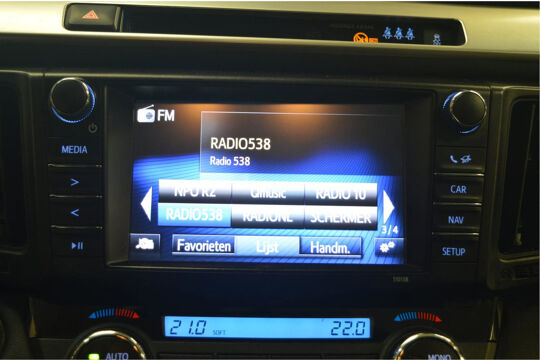 FM
RADIO538
Radio 538
MEDIA
NPO R2 Qmusic RADIO 10
CAR
RADIO538 RADIONL SCHERMER
NAV
3/4
Favorieten Lijst Handm.
SETUP
21.0 SOFT 22.0
AUTO MONO